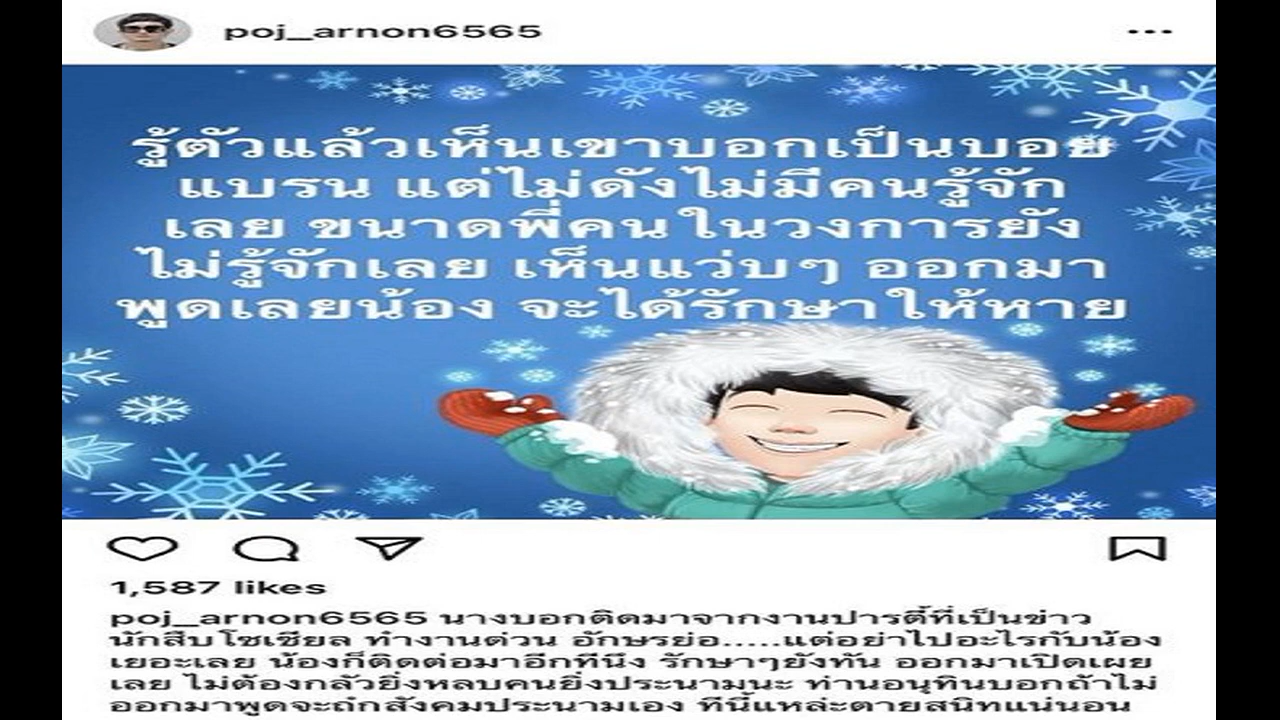 poj_arnon6565
รู้ตัวแล้วเห็นเขาบอกเป็นบอย
แบรน แต่ไม่ดังไม่มีคนรู้จัก
เลย ขนาดพี่คนในวงการยัง
ไม่รู้จักเลย เห็นแว่บๆ ออกมา
พูดเลยน้อง จะได้รักษาให้หาย
1,587 likes
poj_arnon6565 นางบอกติดมาจากงานปารตี้ที่เป็นข่าว
นักสืบโซเชียล ทำงานด่วน อักษรย่อ.....แต่อย่าไปอะไรกับน้อง
เยอะเลย น้องก็ติดต่อมาอีกทีนึง รักษาๆยังทัน ออกมาเปิดเผย
เลย ไม่ต้องกลัวยิ่งหลบคนยิ่งประนามนะ ท่านอนุทินบอกถ้าไม่
ออกมาพูดจะถูกสังคมประนามเอง ทีนี้แหล่ะตายสนิทแน่นอน